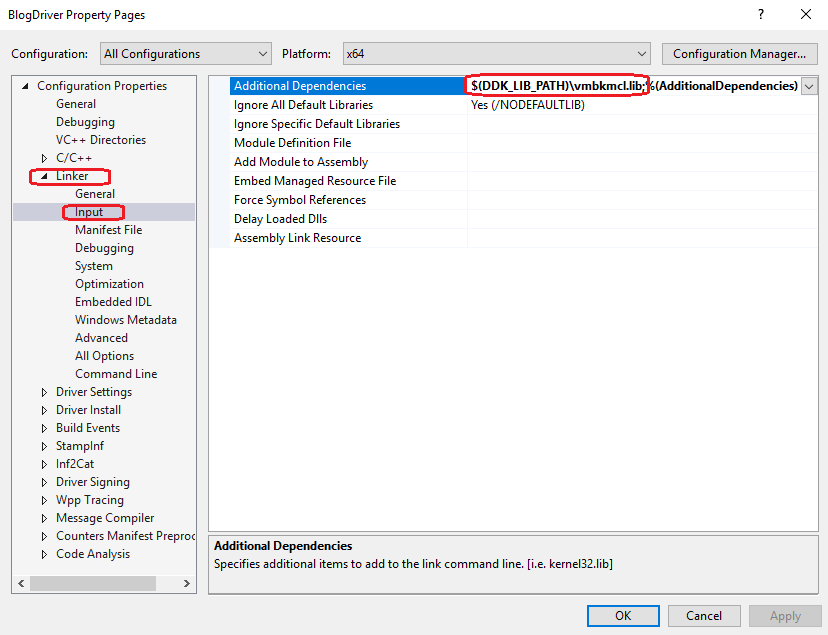 BlogDriver Property Pages
?
Configuration: All Configurations Platform: x64 Configuration Manager...
Configuration Properties
General
Debugging
VC++ Directories
C/C++
Linker
General
Input
Manifest File
Debugging
System
Optimization
Embedded IDL
Windows Metadata
Advanced
All Options
Command Line
Driver Settings
Driver Install
Build Events
StampInf
Inf2Cat
Driver Signing
Wpp Tracing
Message Compiler
Counters Manifest Preproc
Code Analysis
Additional Dependencies $(DDK_LIB_PATH)\vmbkmcl.lib;%(AdditionalDependencies)
Ignore All Default Libraries Yes (/NODEFAULTLIB)
Ignore Specific Default Libraries
Module Definition File
Add Module to Assembly
Embed Managed Resource File
Force Symbol References
Delay Loaded Dlls
Assembly Link Resource
Additional Dependencies
Specifies additional items to add to the link command line. [i.e. kernel32.lib]
OK Cancel Apply